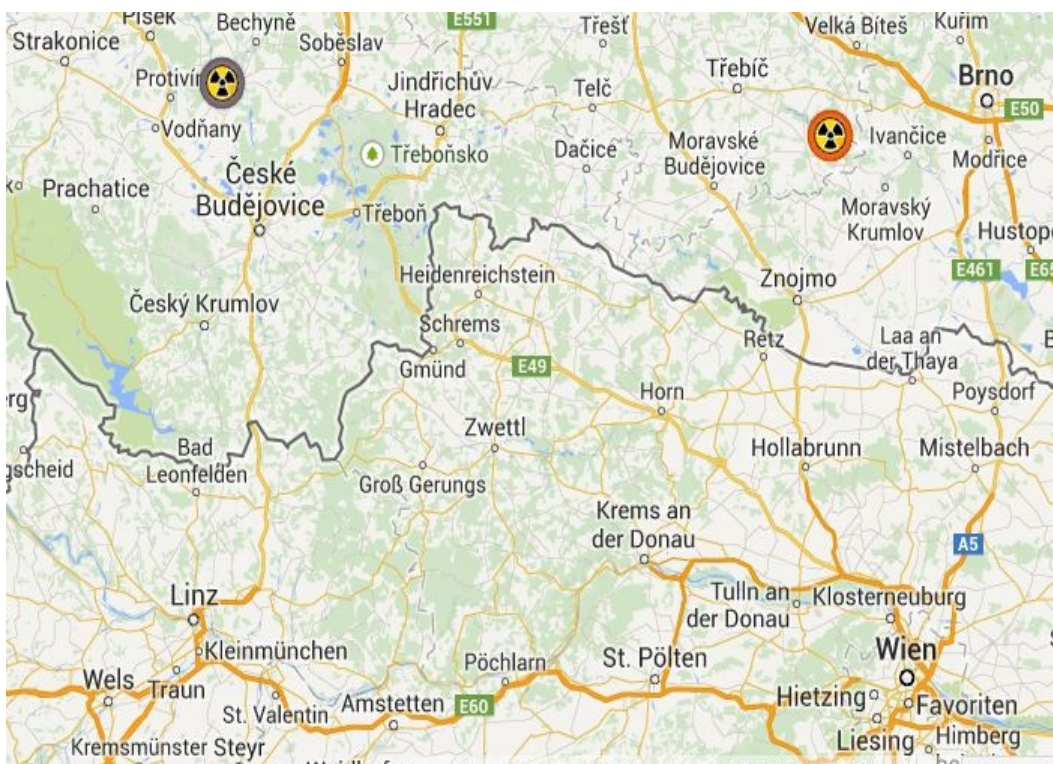 Písek
Bechyně
E551
Třešť
Velká Bíteš
Kuřim
Strakonice
Soběslav
Protivín
Jindřichův
Hradec
Telč
Třebíč
Brno
E50
Vodňany
Třeboňsko
Dačice
Moravské
Budějovice
Ivančice
Modřice
Prachatice
České
Budějovice
Třeboň
Moravský
Krumlov
Hustope
E461
E65
Heidenreichstein
Znojmo
Český Krumlov
Schrems
Gmünd
E49
Retz
Laa an
der Thaya
Horn
Poysdorf
Zwettl
Hollabrunn
Mistelbach
Bad
Leonfelden
gscheid
Groß Gerungs
Krems an
der Donau
A5
Linz
Tulln an
der Donau
Klosterneuburg
Kleinmünchen
Pöchlarn
St. Pölten
Wien
Wels
Traun
St. Valentin
Amstetten
E60
Hietzing
Favoriten
Kremsmünster
Steyr
Liesing
Himberg